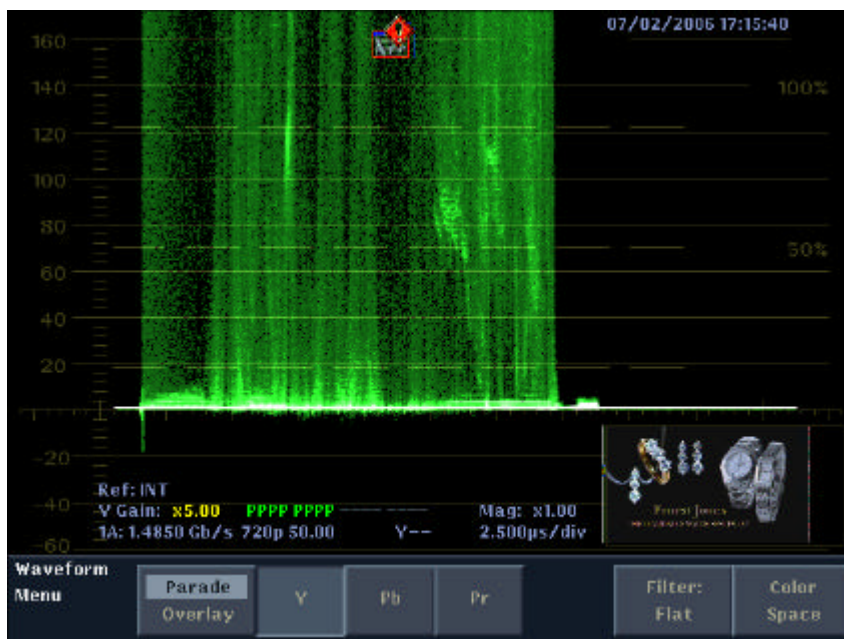 07/02/2006 17:15:40
160
140
100%
120
100
80
50%
60
40
20
-20
Ref: INT
-40
V Gain: x5.00 PPPP PPPP ---- ----
Mag: x1.00
1A: 1.4850 Gb/s 720p 50.00 Y--
2.500µs/div
-60
Ernest Jones
Waveform
Menu
Parade
Overlay
Y
Pb
Pr
Filter:
Flat
Color
Space